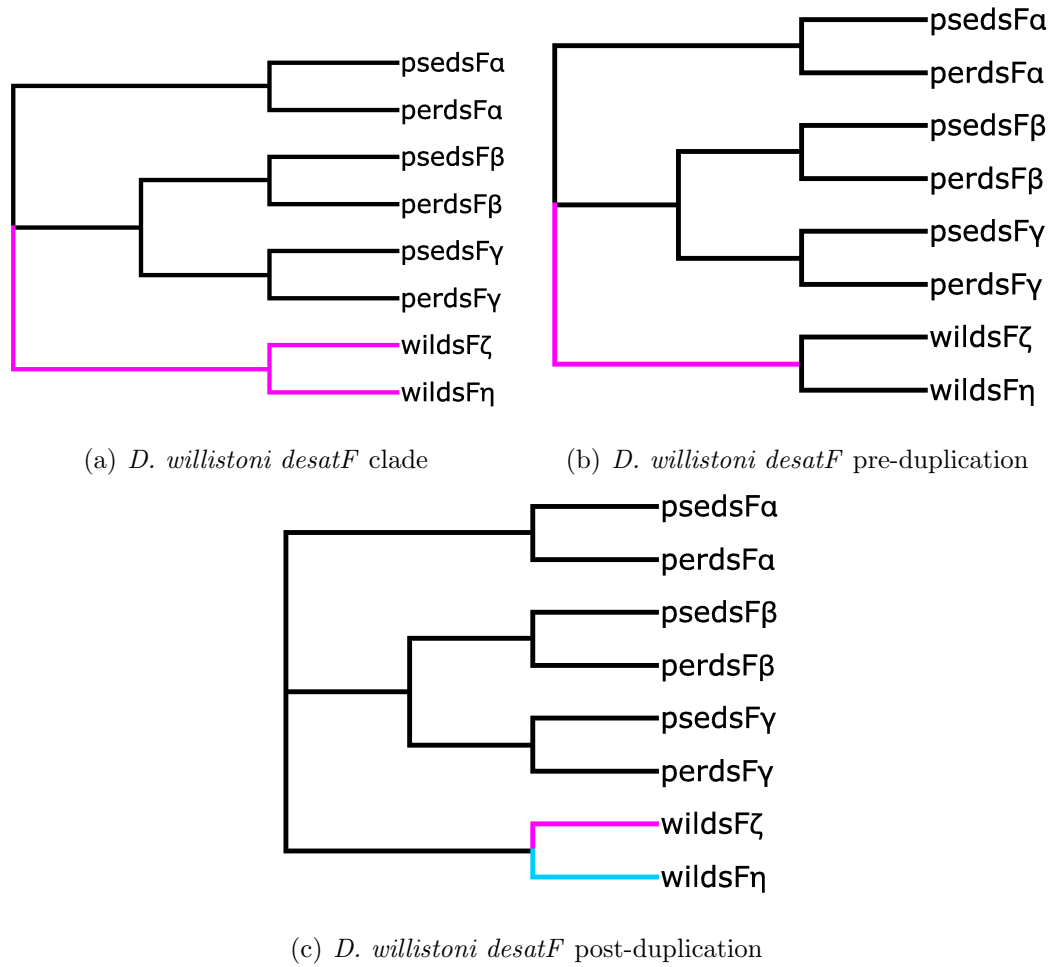 psedsFα
perdsFα
psedsFβ
perdsFβ
psedsFγ
perdsFγ
wildsFζ
wildsFη
(a) D. willistoni desatF clade
psedsFα
perdsFα
psedsFβ
perdsFβ
psedsFγ
perdsFγ
wildsFζ
wildsFη
(b) D. willistoni desatF pre-duplication
psedsFα
perdsFα
psedsFβ
perdsFβ
psedsFγ
perdsFγ
wildsFζ
wildsFη
(c) D. willistoni desatF post-duplication